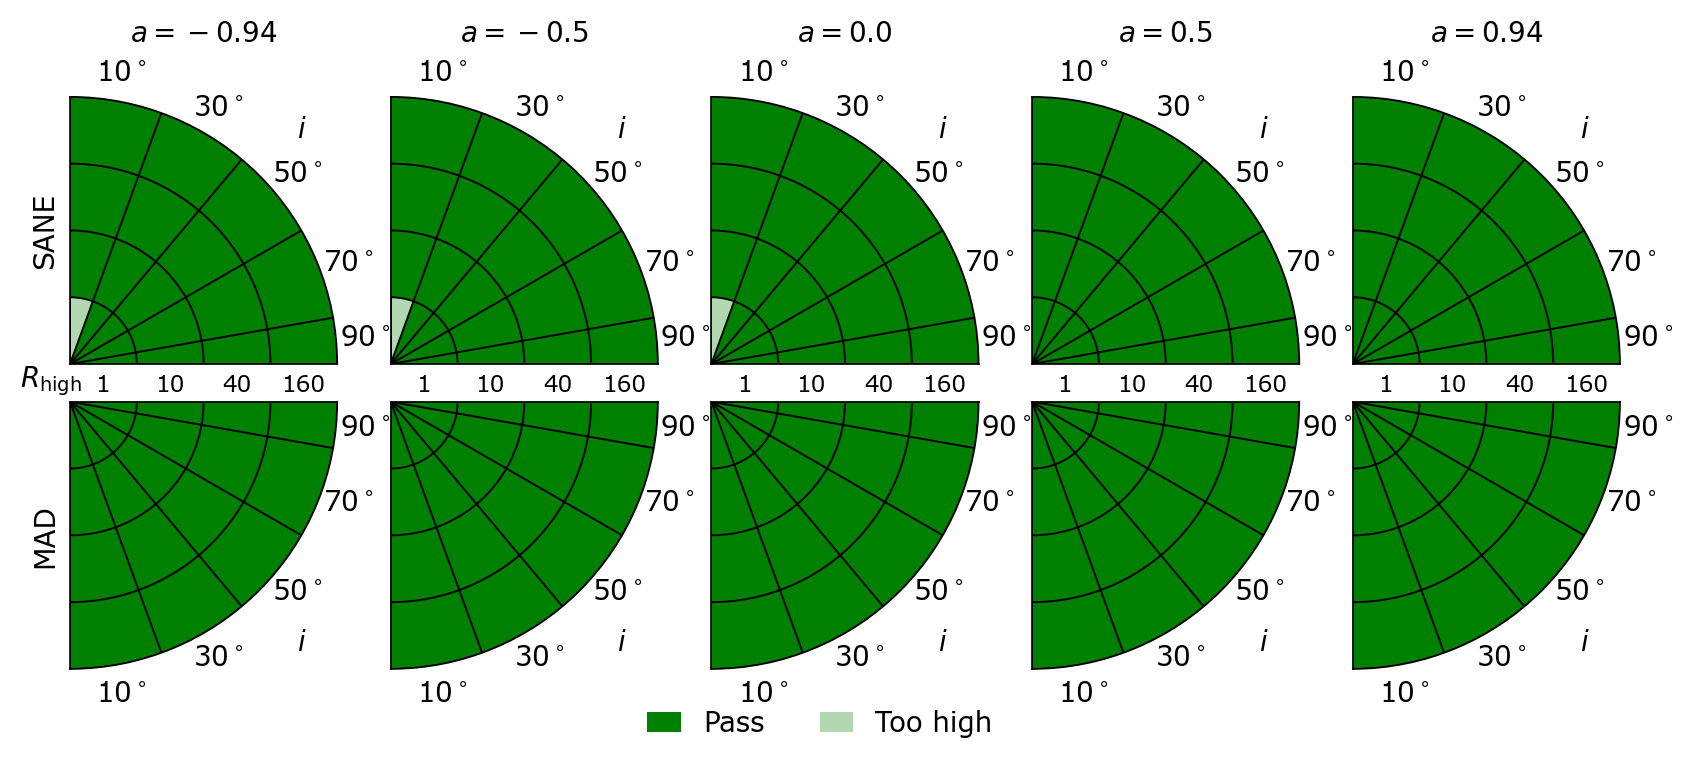 a = −0.94 a = −0.5 a = 0.0 a = 0.5 a = 0.94
10° 10° 10° 10° 10°
30° 30° 30° 30° 30°
i i i i i
50° 50° 50° 50° 50°
SANE
70° 70° 70° 70° 70°
90° 90° 90° 90° 90°
R_high 1 10 40 160 1 10 40 160 1 10 40 160 1 10 40 160 1 10 40 160
90° 90° 90° 90° 90°
70° 70° 70° 70° 70°
MAD
50° 50° 50° 50° 50°
i i i i i
30° 30° 30° 30° 30°
10° 10° 10° 10° 10°
Pass Too high